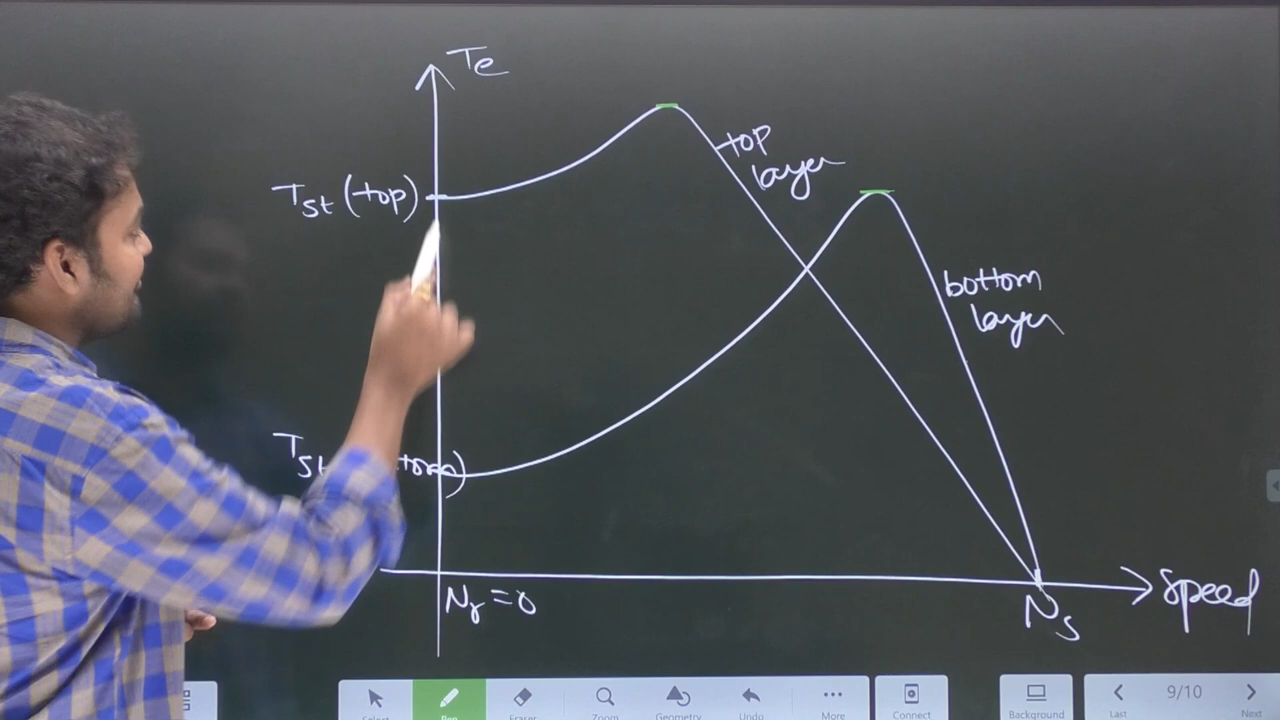 Te
top
layer
Tst (top)
bottom
layer
Tst
Nr = 0
Ns
Speed
Select
Pen
Eraser
Zoom
Geometry
Undo
More
Connect
Background
Last
9/10
Next